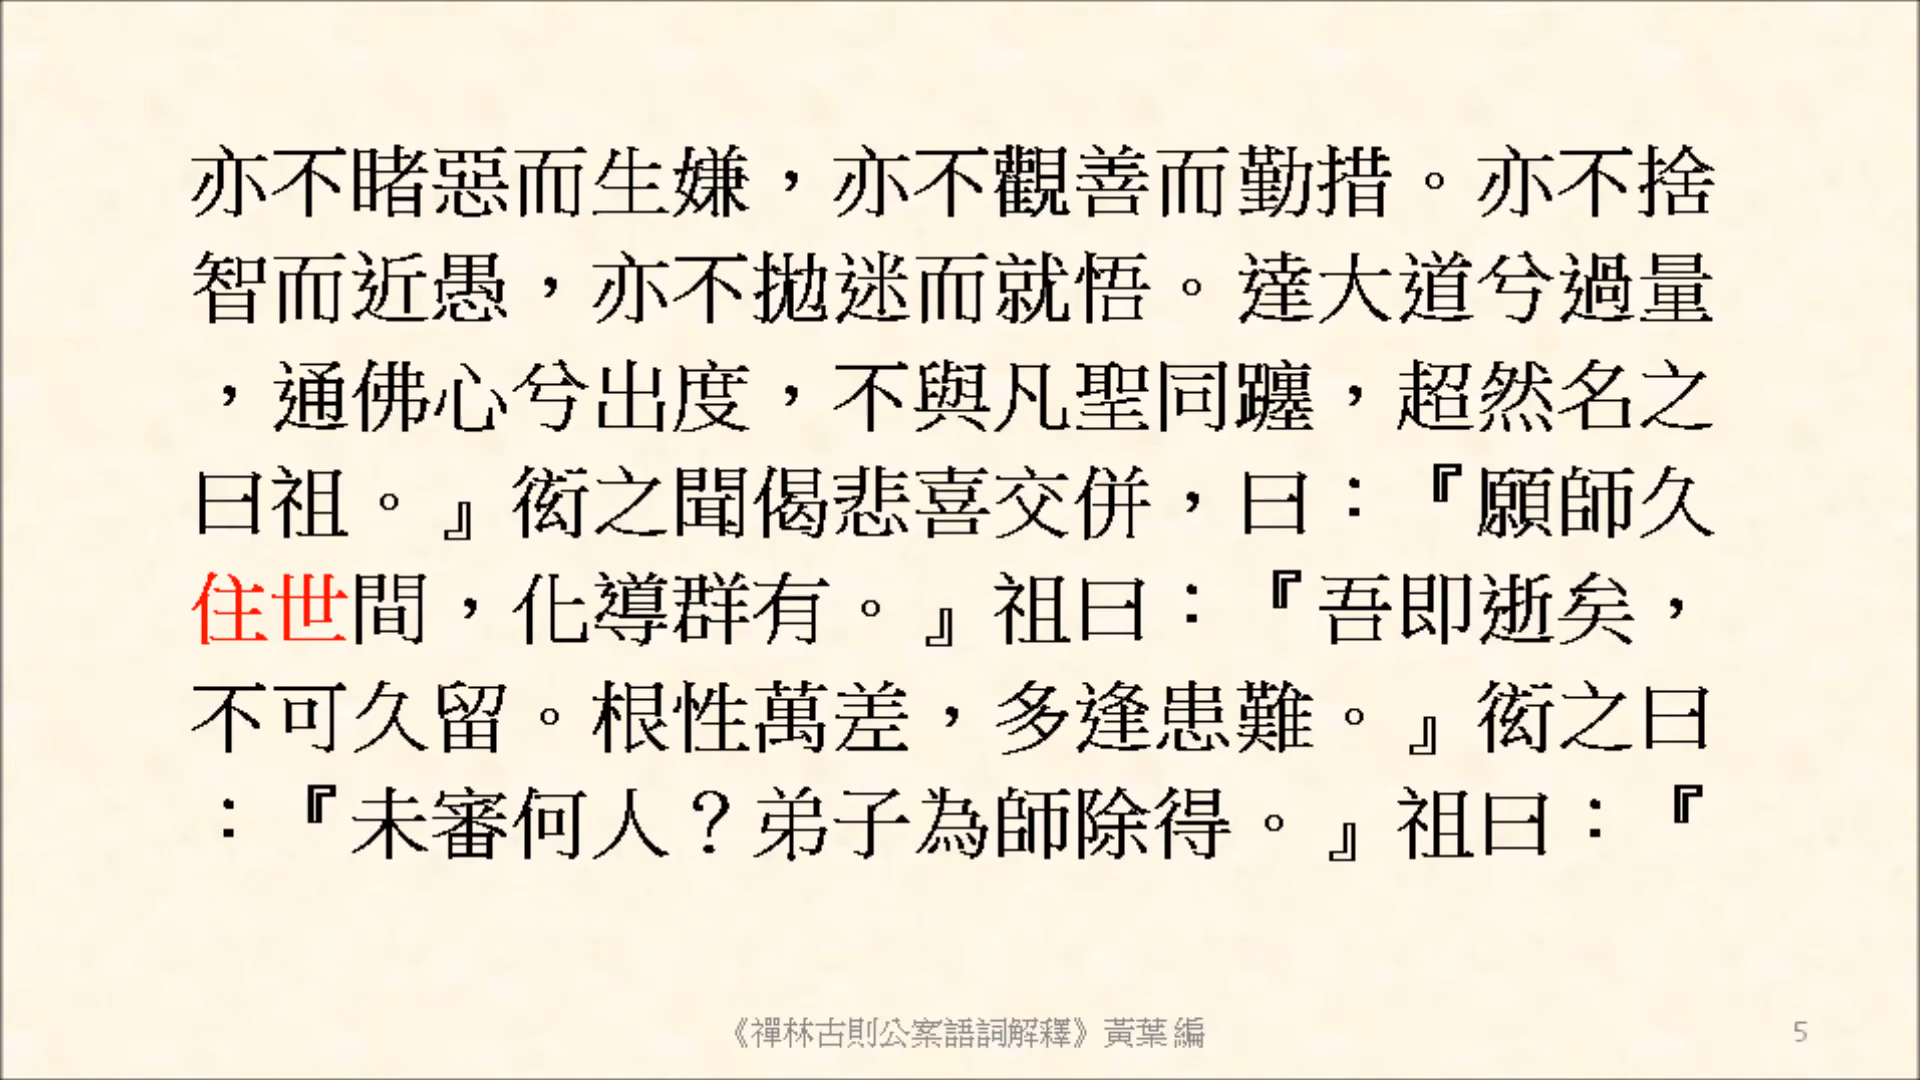 亦不睹惡而生嫌，亦不觀善而勤措。亦不捨
智而近愚，亦不拋迷而就悟。達大道兮過量
，通佛心兮出度，不與凡聖同躔，超然名之
曰祖。』衒之聞偈悲喜交併，曰：『願師久
住世間，化導群有。』祖曰：『吾即逝矣，
不可久留。根性萬差，多逢患難。』衒之曰
：『未審何人？弟子為師除得。』祖曰：『
《禪林古則公案語詞解釋》黃葉 編
5